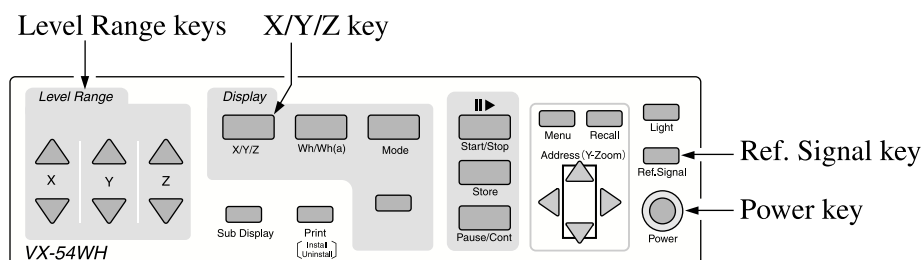 Level Range keys X/Y/Z key
Level Range Display
X/Y/Z Wh/Wh(a) Mode
Start/Stop
Menu Recall
Light
Address(Y-Zoom)
X Y Z
Ref.Signal
Ref. Signal key
Store
Sub Display
Print
Install
Uninstall
Pause/Cont
Power
Power key
VX-54WH